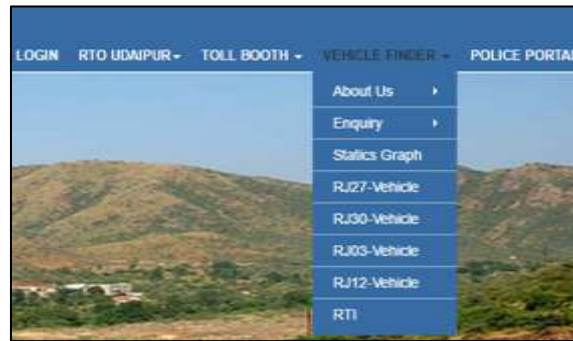 LOGIN RTO UDAIPUR TOLL BOOTH VEHICLE FINDER POLICE PORTAL
About Us
Enquiry
Statics Graph
RJ27-Vehicle
RJ30-Vehicle
RJ03-Vehicle
RJ12-Vehicle
RTI